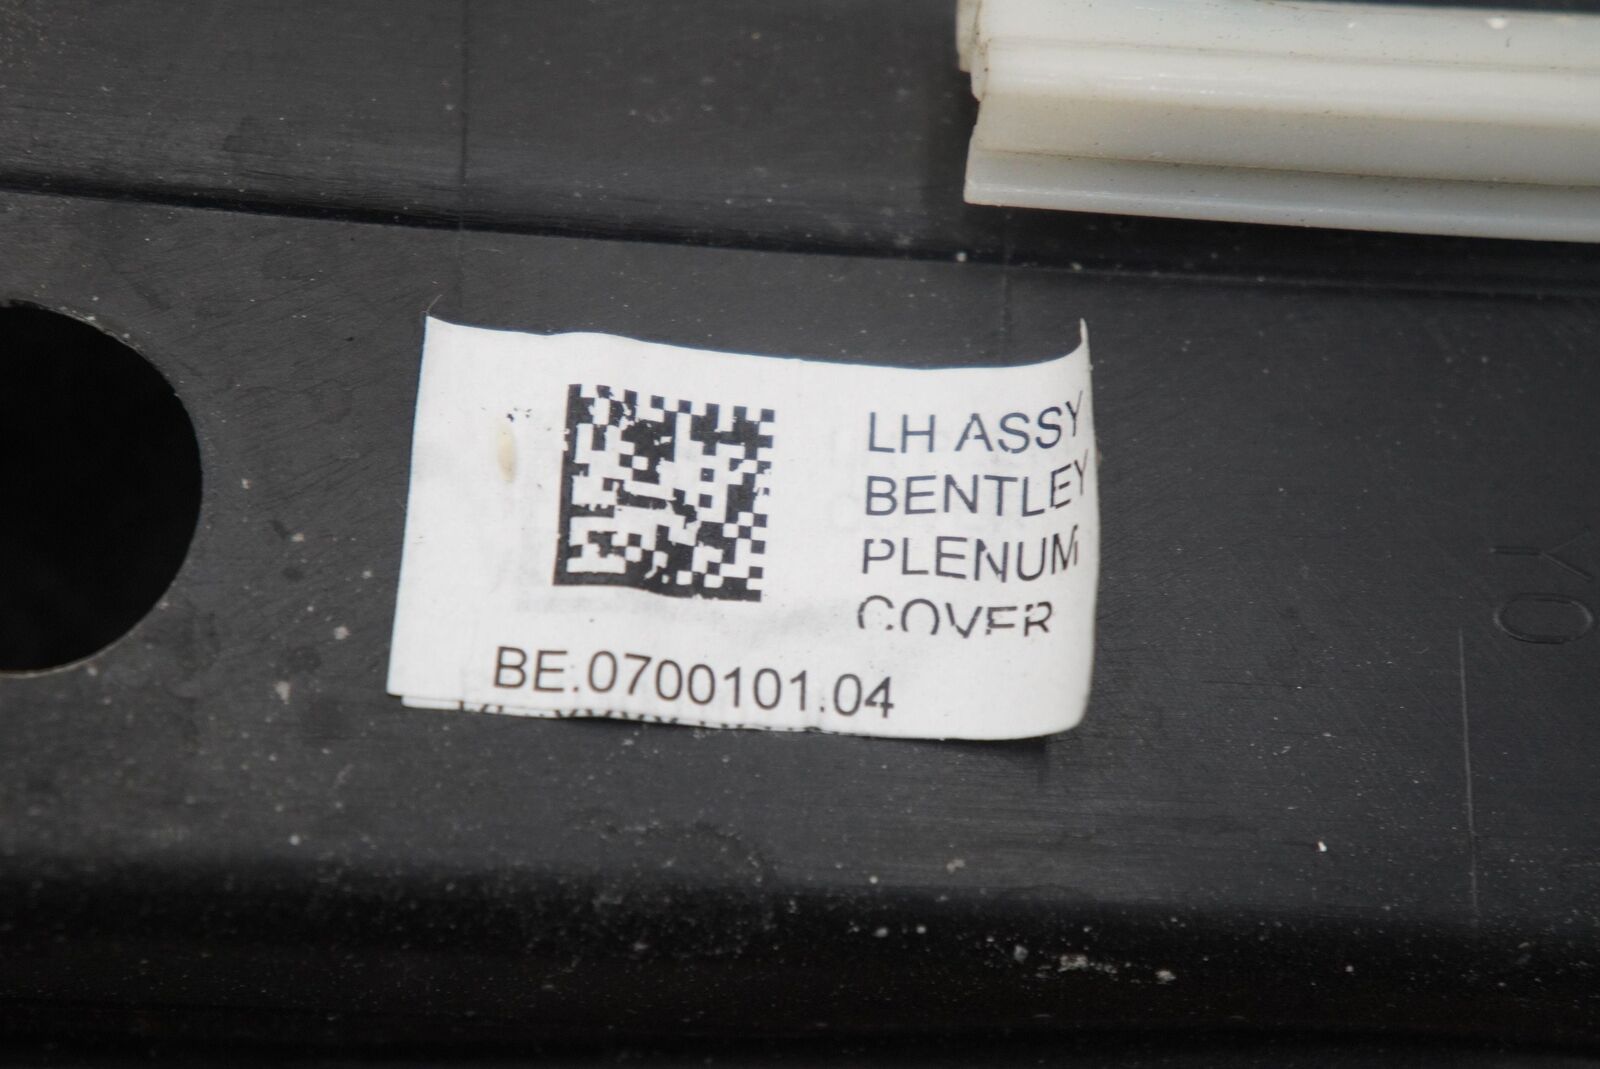 LH ASSY
BENTLEY
PLENUM
COVER
BE.0700101.04